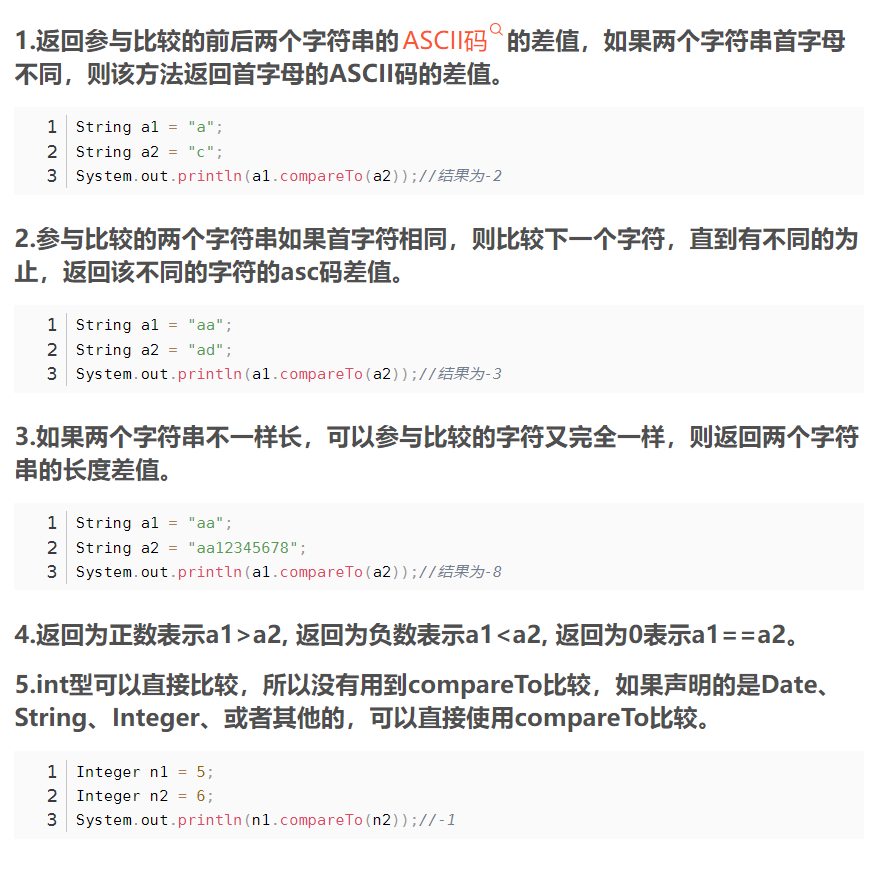 1.返回参与比较的前后两个字符串的 ASCII码 的差值，如果两个字符串首字母
不同，则该方法返回首字母的ASCII码的差值。
1 String a1 = "a";
2 String a2 = "c";
3 System.out.println(a1.compareTo(a2));//结果为-2
2.参与比较的两个字符串如果首字符相同，则比较下一个字符，直到有不同的为
止，返回该不同的字符的asc码差值。
1 String a1 = "aa";
2 String a2 = "ad";
3 System.out.println(a1.compareTo(a2));//结果为-3
3.如果两个字符串不一样长，可以参与比较的字符又完全一样，则返回两个字符
串的长度差值。
1 String a1 = "aa";
2 String a2 = "aa12345678";
3 System.out.println(a1.compareTo(a2));//结果为-8
4.返回为正数表示a1>a2, 返回为负数表示a1<a2, 返回为0表示a1==a2。
5.int型可以直接比较，所以没有用到compareTo比较，如果声明的是Date、
String、Integer、或者其他的，可以直接使用compareTo比较。
1 Integer n1 = 5;
2 Integer n2 = 6;
3 System.out.println(n1.compareTo(n2));//-1